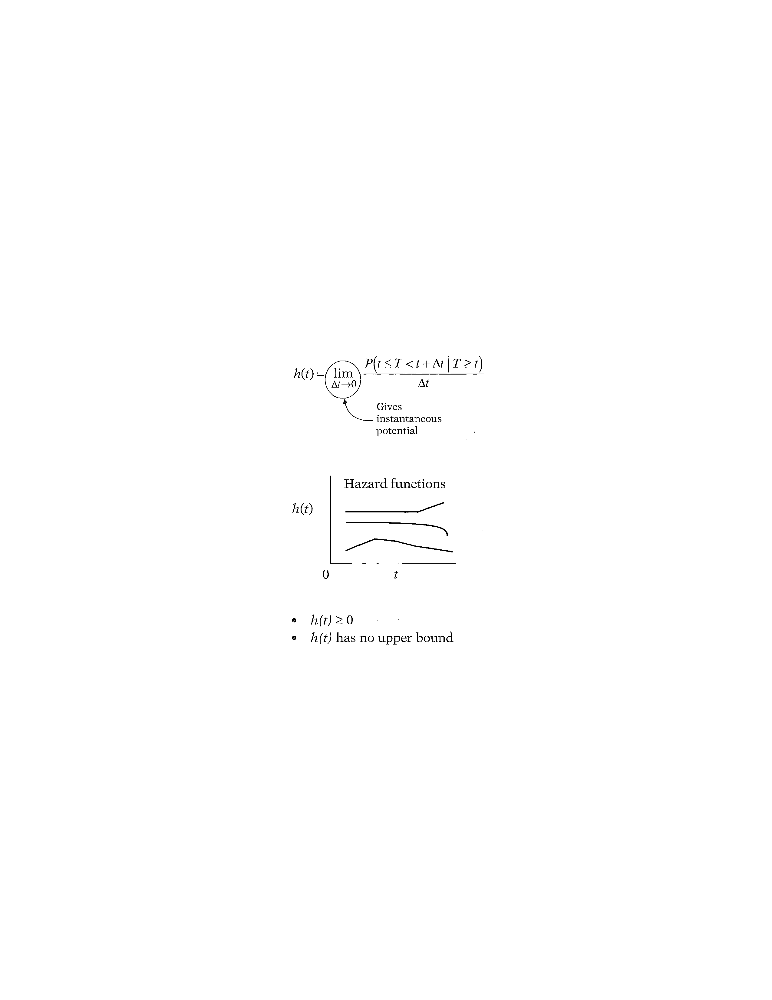 h(t) = lim Δt→0 P(t ≤ T < t + Δt | T ≥ t) / Δt
Gives
instantaneous
potential
Hazard functions
h(t)
0
t
• h(t) ≥ 0
• h(t) has no upper bound